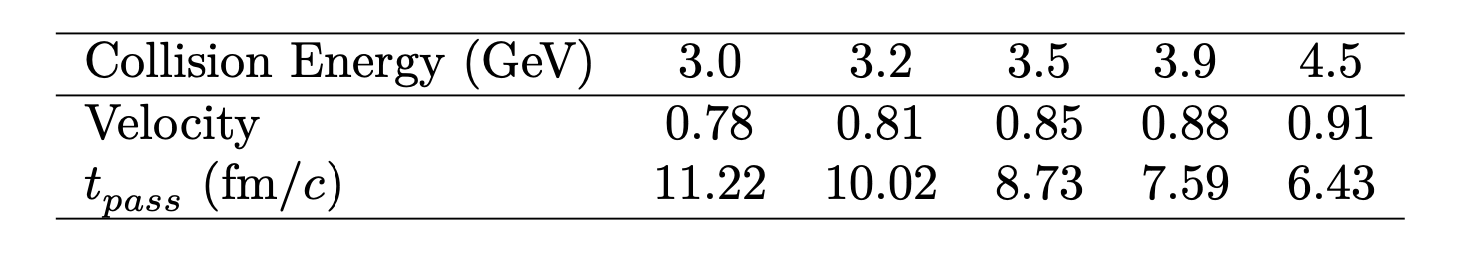 Collision Energy (GeV) 3.0 3.2 3.5 3.9 4.5
Velocity 0.78 0.81 0.85 0.88 0.91
t_pass (fm/c) 11.22 10.02 8.73 7.59 6.43